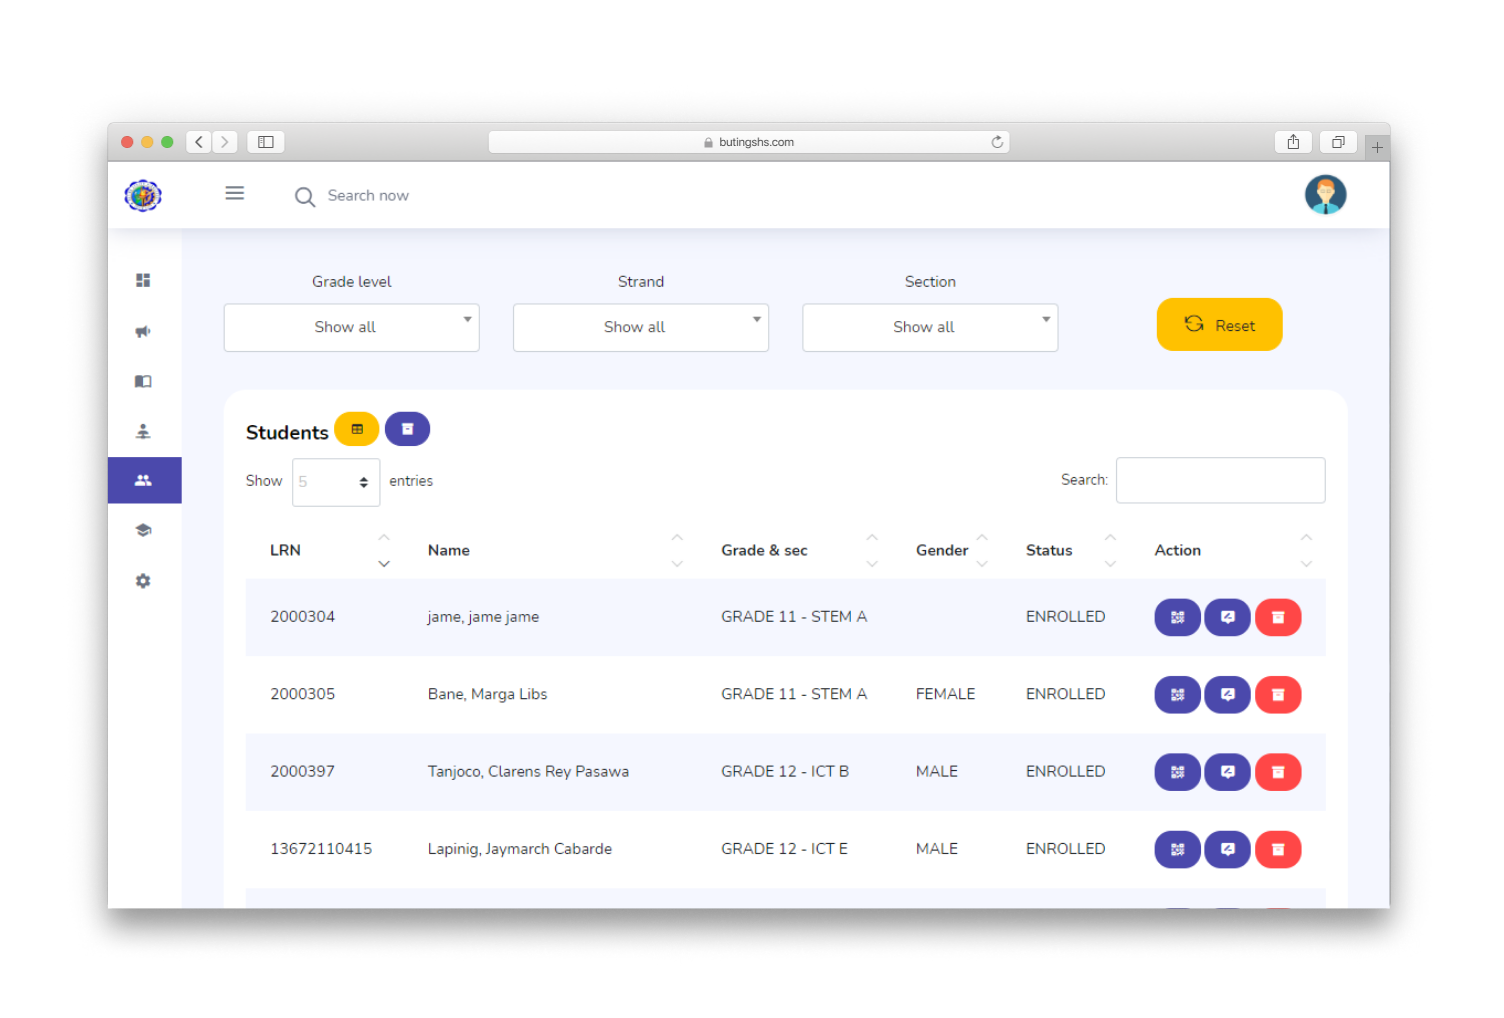 butingshs.com
Search now
Grade level Strand Section
Show all Show all Show all Reset
Students
Show 5 entries Search:
LRN Name Grade & sec Gender Status Action
2000304 jame, jame jame GRADE 11 - STEM A ENROLLED
2000305 Bane, Marga Libs GRADE 11 - STEM A FEMALE ENROLLED
2000397 Tanjoco, Clarens Rey Pasawa GRADE 12 - ICT B MALE ENROLLED
13672110415 Lapinig, Jaymarch Cabarde GRADE 12 - ICT E MALE ENROLLED